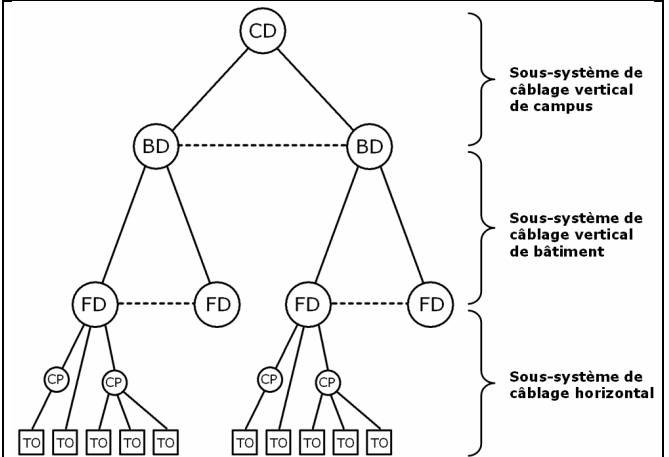 CD
Sous-système de
câblage vertical
de campus
BD BD
Sous-système de
câblage vertical
de bâtiment
FD FD FD FD
CP CP CP CP
Sous-système de
câblage horizontal
TO TO TO TO TO TO TO TO TO TO